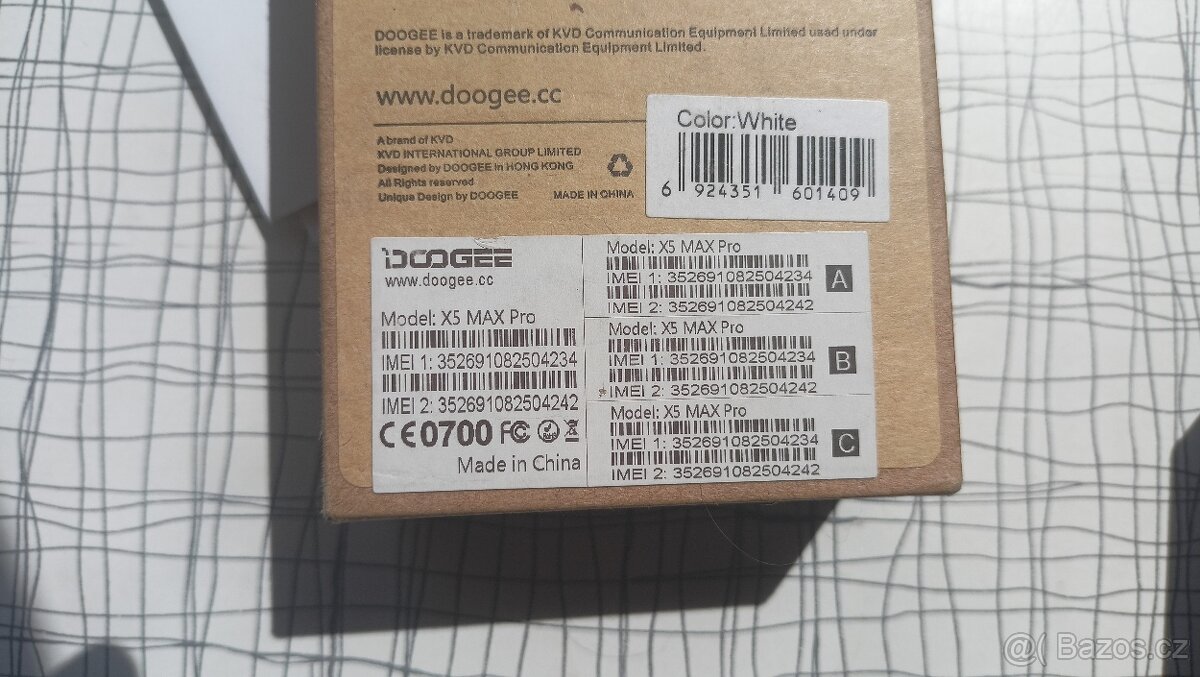 DOOGEE is a trademark of KVD Communication Equipment Limited used under
license by KVD Communication Equipment Limited.
www.doogee.cc
A brand of KVD
KVD INTERNATIONAL GROUP LIMITED
Designed by DOOGEE in HONG KONG
All Rights reserved
Unique Design by DOOGEE
MADE IN CHINA
Color:White
6 924351 601409
DOOGEE
www.doogee.cc
Model: X5 MAX Pro
IMEI 1: 352691082504234
IMEI 2: 352691082504242
CE0700 FC
Made in China
Model: X5 MAX Pro
IMEI 1: 352691082504234
IMEI 2: 352691082504242
A
Model: X5 MAX Pro
IMEI 1: 352691082504234
IMEI 2: 352691082504242
B
Model: X5 MAX Pro
IMEI 1: 352691082504234
IMEI 2: 352691082504242
C
@( Bazos.cz